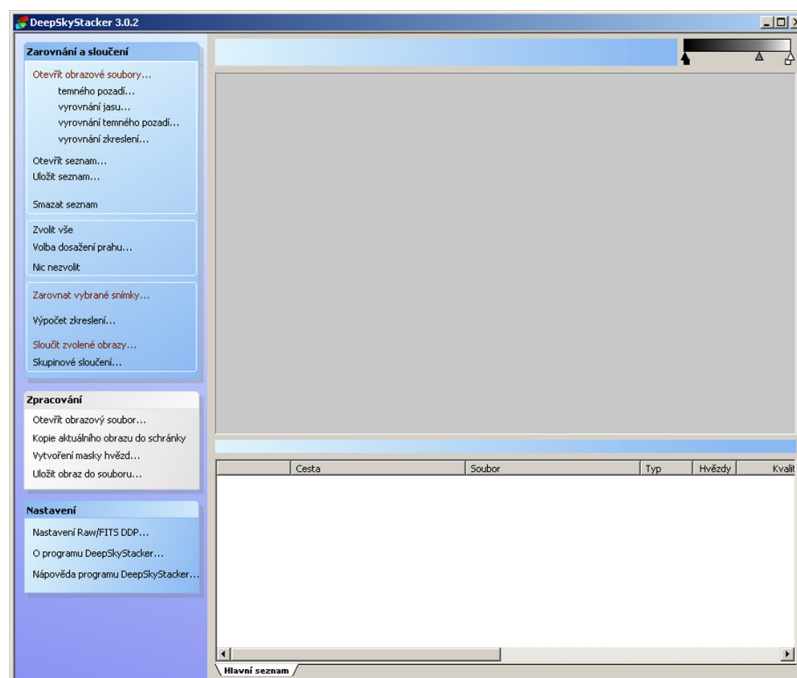 DeepSkyStacker 3.0.2
Zarovnání a sloučení
Otevřít obrazové soubory...
temného pozadí...
vyrovnání jasu...
vyrovnání temného pozadí...
vyrovnání zkreslení...
Otevřít seznam...
Uložit seznam...
Smazat seznam
Zvolit vše
Volba dosažení prahu...
Nic nezvolit
Zarovnat vybrané snímky...
Výpočet zkreslení...
Sloučit zvolené obrazy...
Skupinové sloučení...
Zpracování
Otevřít obrazový soubor...
Kopie aktuálního obrazu do schránky
Vytvoření masky hvězd...
Uložit obraz do souboru...
Nastavení
Nastavení Raw/FITS DDP...
O programu DeepSkyStacker...
Nápověda programu DeepSkyStacker...
Cesta Soubor Typ Hvězdy Kvalit
Hlavní seznam